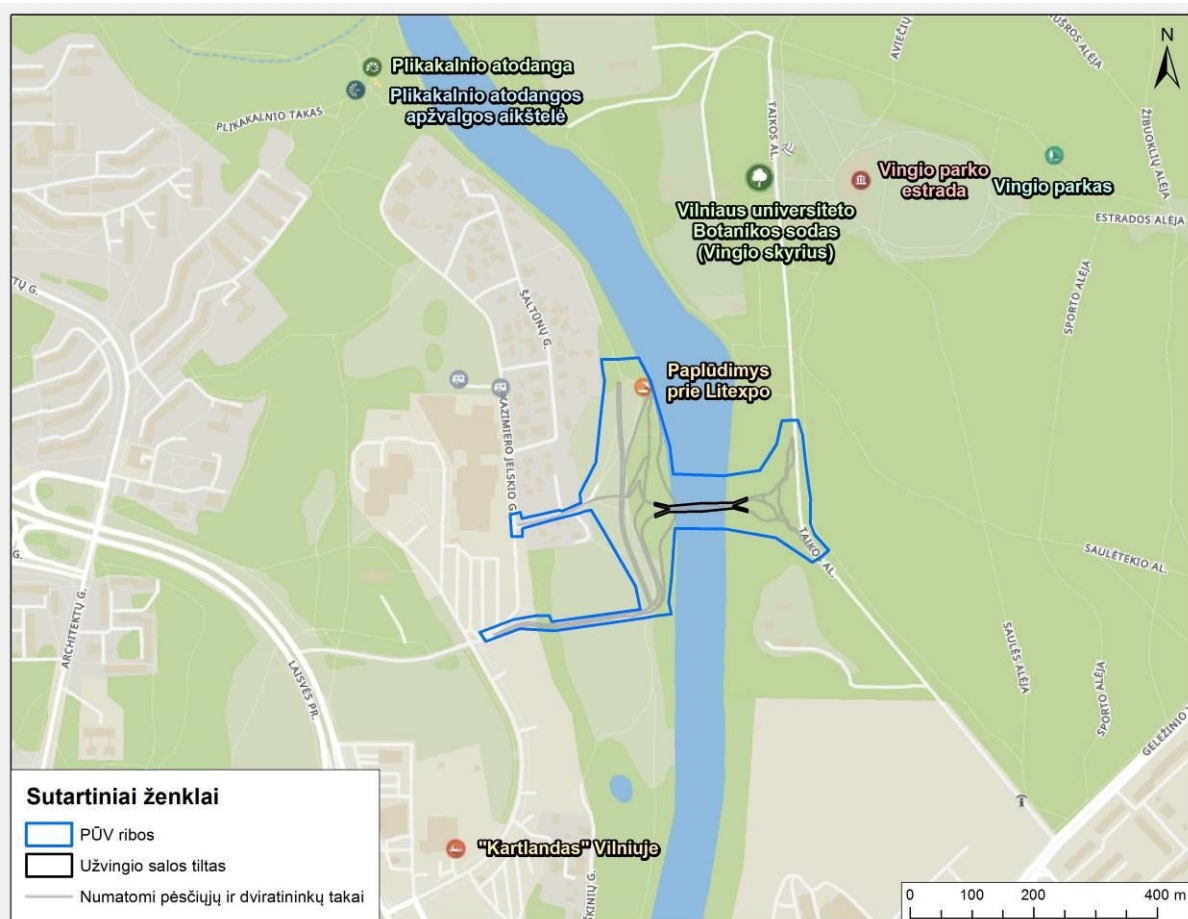 N
Plikakalnio atodanga
Plikakalnio atodangos
apžvalgos aikštelė
PLIKAKALNIO TAKAS
TAIKOS AL.
AVIEČIŲ
UŠROS ALĖJA
ŽIBUOKLIŲ ALĖJA
Vingio parko
estrada
Vingio parkas
Vilniaus universiteto
Botanikos sodas
(Vingio skyrius)
ESTRADOS ALĖJA
SPORTO ALĖJA
TŲ G.
ŠALTŪNŲ G.
Paplūdimys
prie Litexpo
KAZIMIERO JELSKIO G.
G.
ARCHITEKTŲ G.
LAISVĖS PR.
TAIKOS AL.
SAULĖTEKIO AL.
SAULĖS ALĖJA
SPORTO ALĖJA
GELEŽINIO
"Kartlandas" Vilniuje
ŠKINIŲ G.
Sutartiniai ženklai
PŪV ribos
Užvingio salos tiltas
Numatomi pėsčiųjų ir dviratininkų takai
0 100 200 400 m